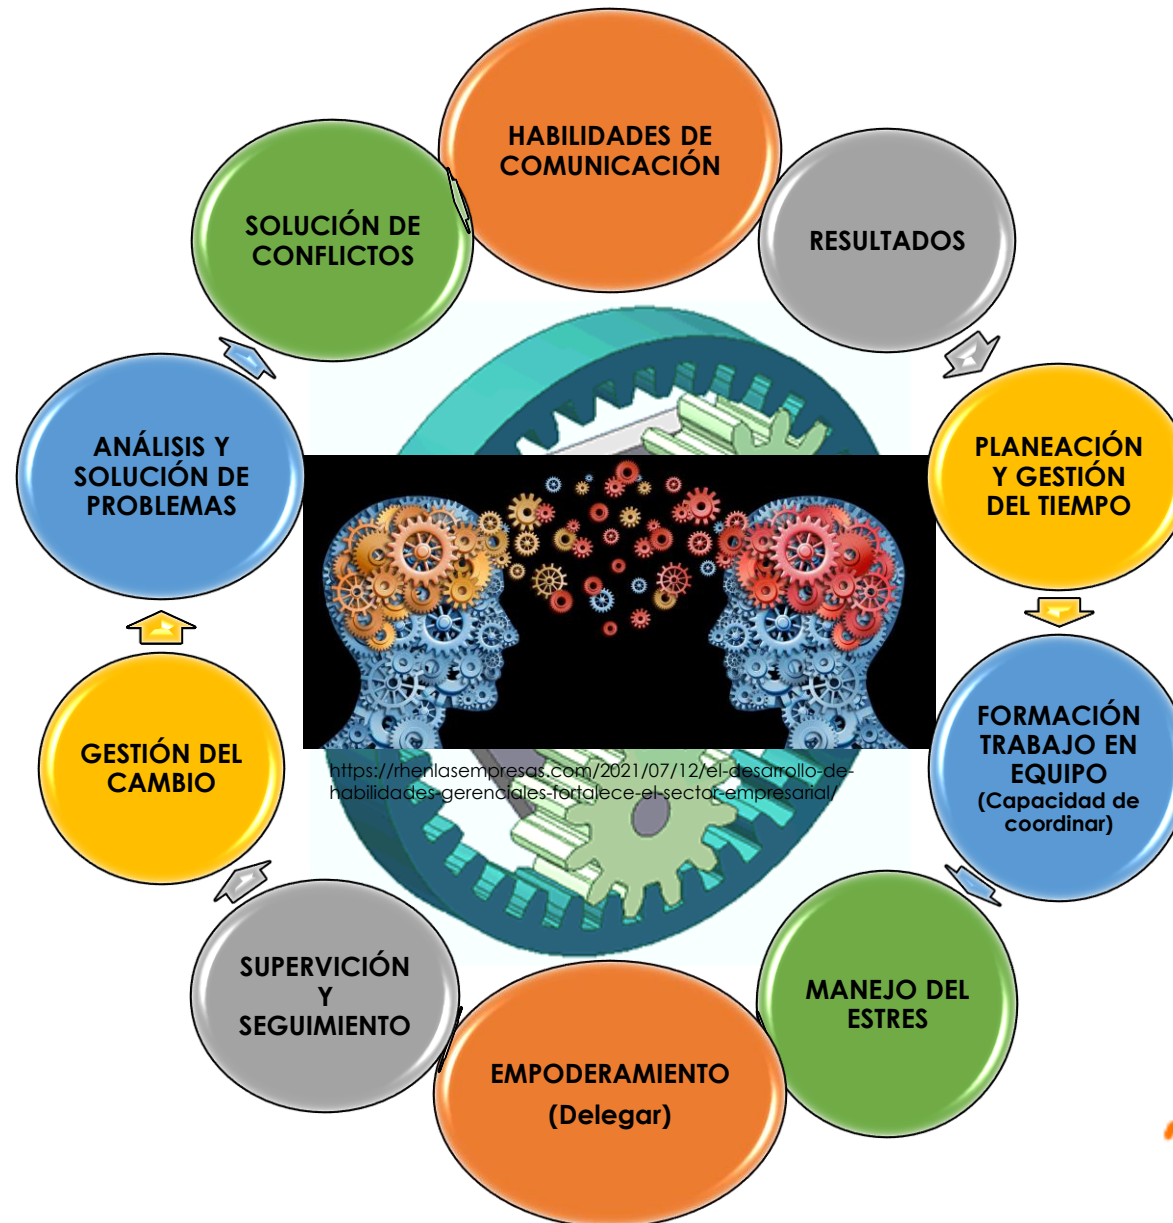 HABILIDADES DE
COMUNICACIÓN
RESULTADOS
PLANEACIÓN
Y GESTIÓN
DEL TIEMPO
FORMACIÓN
TRABAJO EN
EQUIPO
(Capacidad de
coordinar)
MANEJO DEL
ESTRES
EMPODERAMIENTO
(Delegar)
SUPERVICIÓN
Y
SEGUIMIENTO
GESTIÓN DEL
CAMBIO
ANÁLISIS Y
SOLUCIÓN DE
PROBLEMAS
SOLUCIÓN DE
CONFLICTOS
https://rhenlasempresas.com/2021/07/12/el-desarrollo-de-
habilidades-gerenciales-fortalece-el-sector-empresarial/